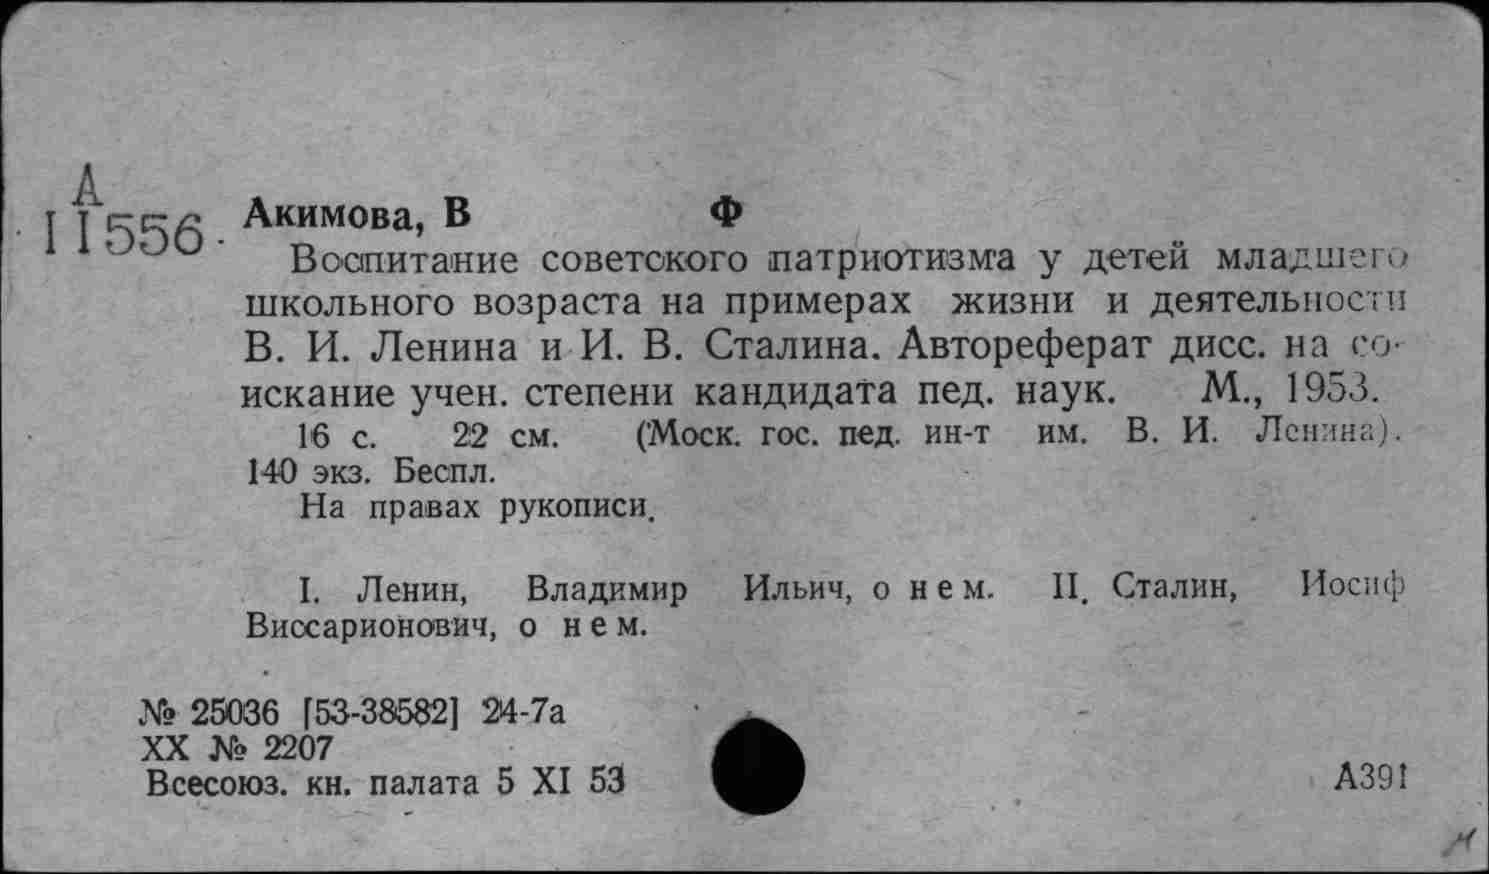 А
11556.
Акимова, В Ф
Воспитание советского патриотизма у детей младшего
школьного возраста на примерах жизни и деятельности
В. И. Ленина и И. В. Сталина. Автореферат дисс. на со-
искание учен. степени кандидата пед. наук. М., 1953.
16 с. 22 см. (Моск. гос. пед. ин-т им. В. И. Ленина).
140 экз. Беспл.
На правах рукописи.
I. Ленин, Владимир Ильич, о нем. II. Сталин, Иосиф
Виссарионович, о нем.
№ 25036 [53-38582] 24-7а
XX № 2207
Всесоюз. кн. палата 5 XI 53
А391
м